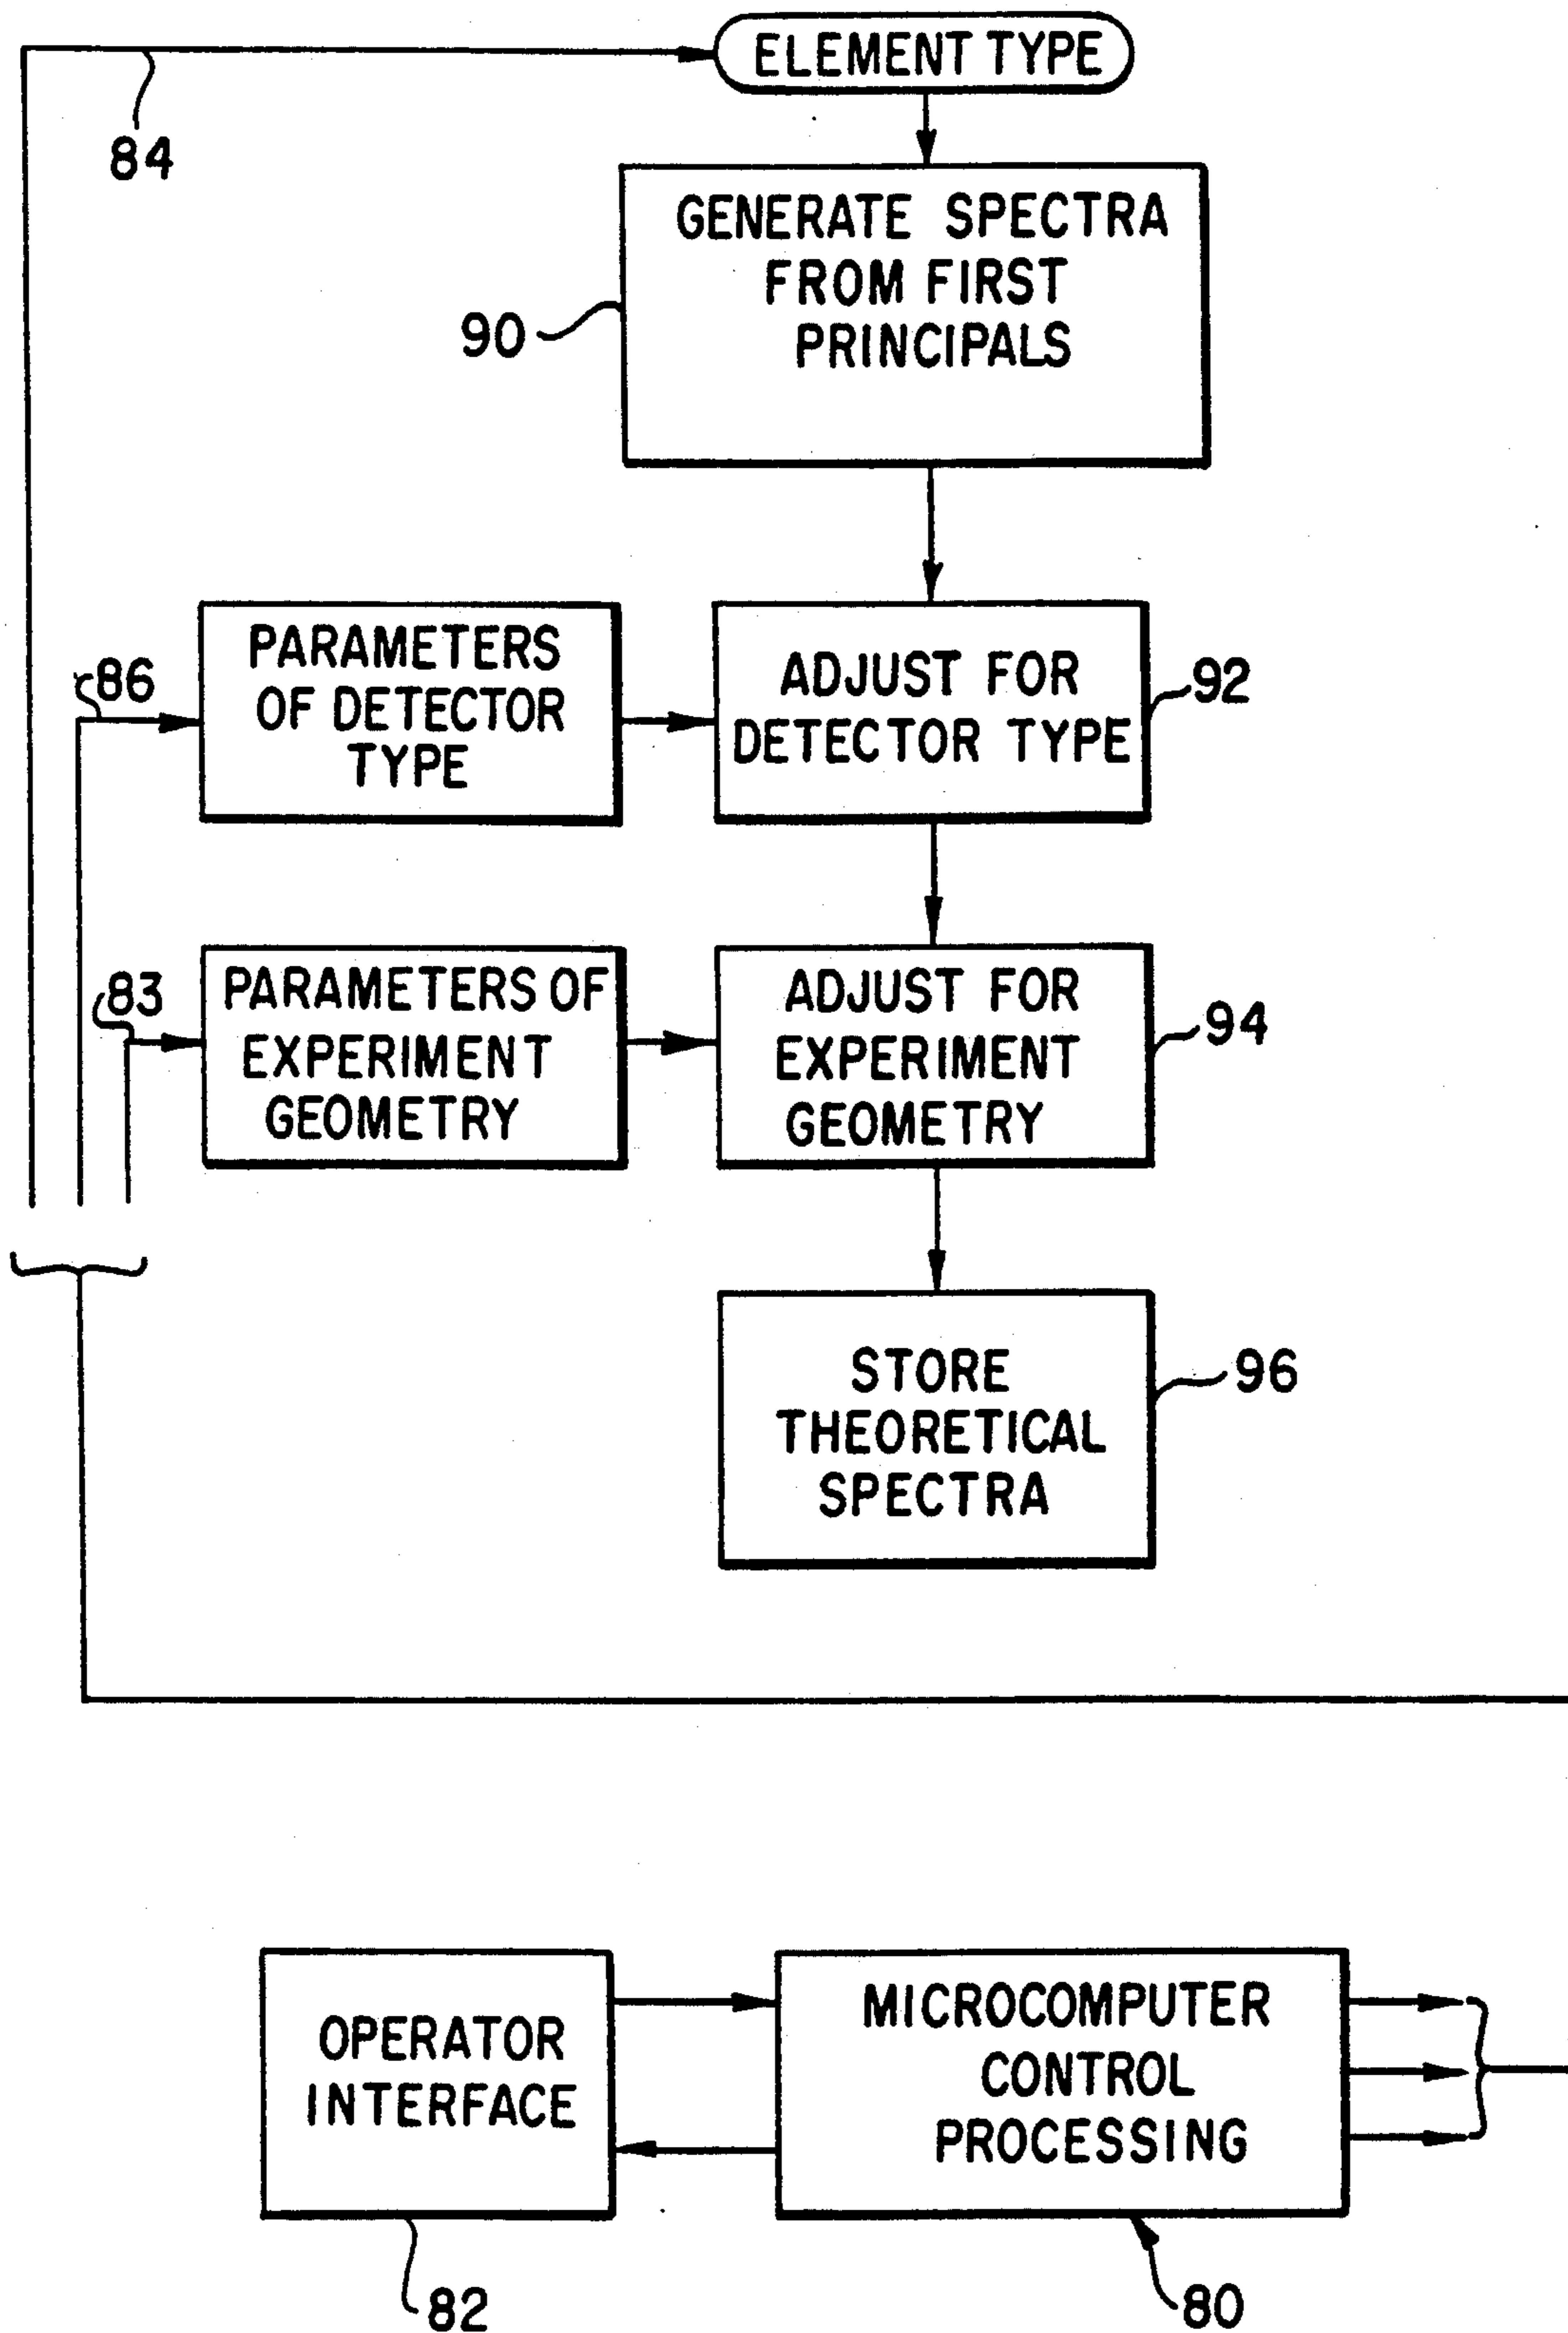 ELEMENT TYPE
84
GENERATE SPECTRA
FROM FIRST
PRINCIPALS
90
86
PARAMETERS
OF DETECTOR
TYPE
ADJUST FOR
DETECTOR TYPE
92
83
PARAMETERS OF
EXPERIMENT
GEOMETRY
ADJUST FOR
EXPERIMENT
GEOMETRY
94
STORE
THEORETICAL
SPECTRA
96
OPERATOR
INTERFACE
MICROCOMPUTER
CONTROL
PROCESSING
82
80